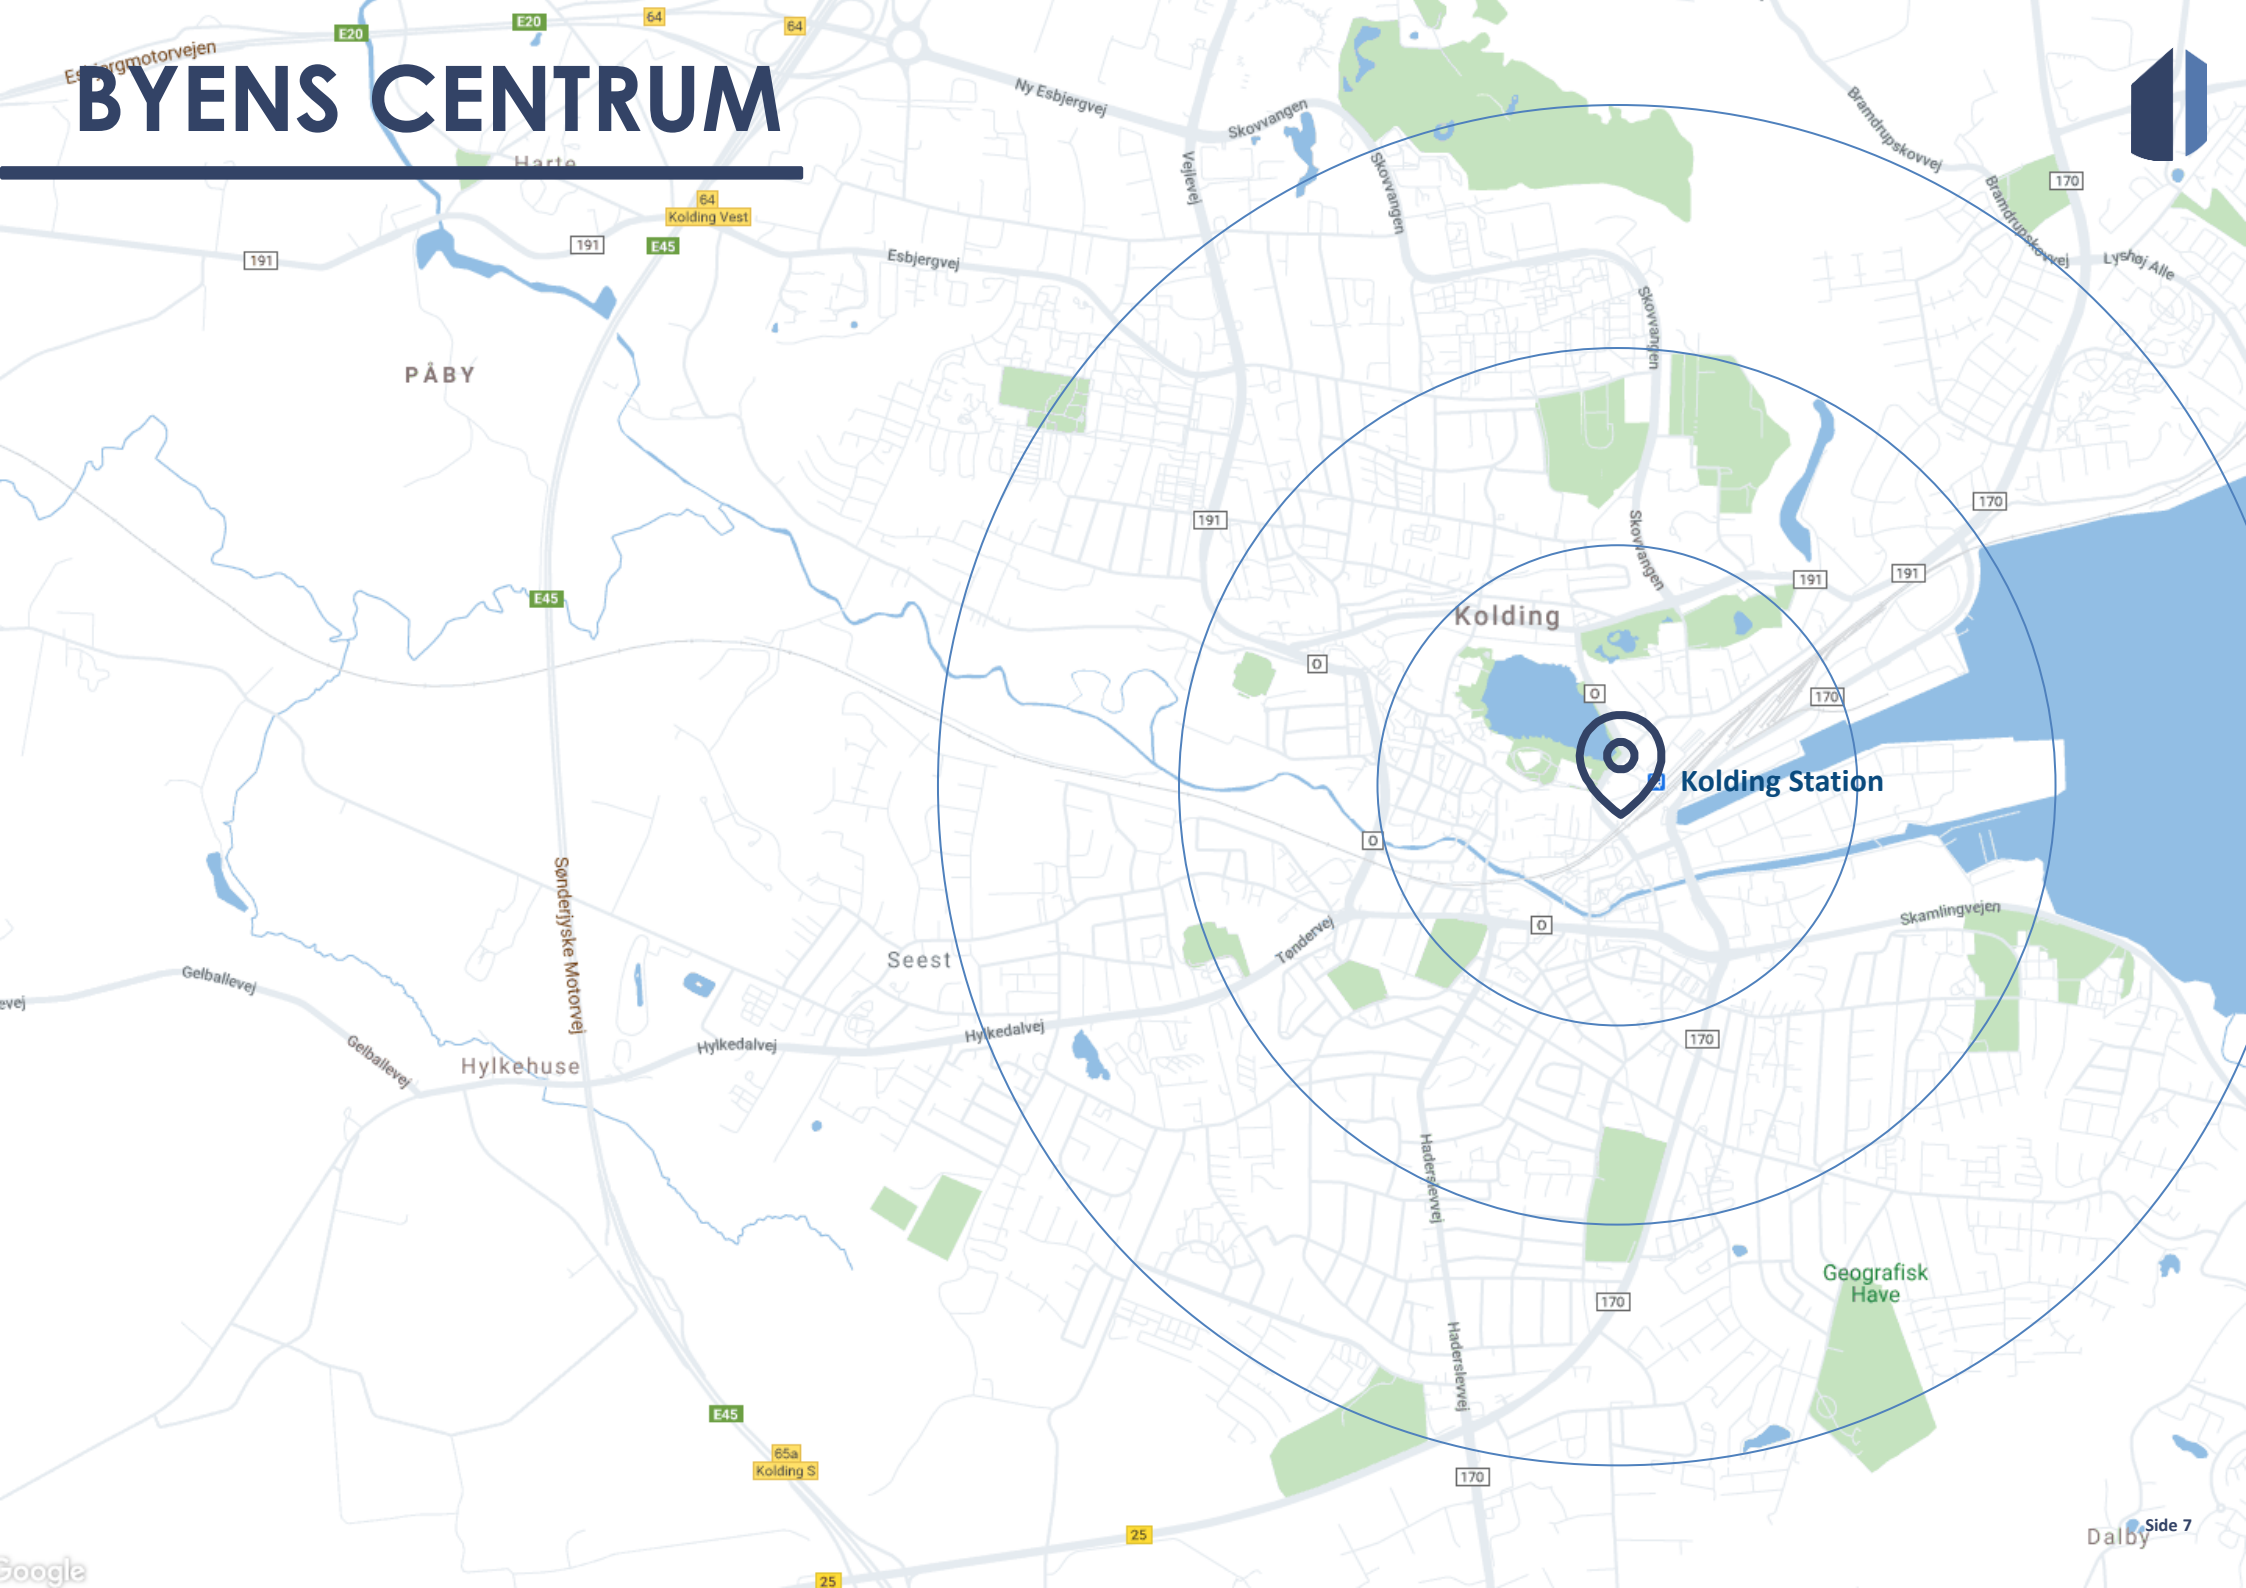 E20
E20
64
64
Esbjergmotorvejen
BYENS CENTRUM
Ny Esbjergvej
Skovvangen
Bramdrupskovvej
Harte
Vejlevej
Skovvangen
170
Bramdrupskovvej
64
Kolding Vest
191
191
E45
Esbjergvej
Lyshøj Alle
Skovvangen
PÅBY
191
170
Skovvangen
191
191
E45
Kolding
O
O
170
Kolding Station
O
Sønderjyske Motorvej
Skamlingvejen
Tøndervej
O
Seest
Gelballevej
Hylkedalvej
Hylkedalvej
170
Gelballevej
Hylkehuse
Haderslevvej
Geografisk
Have
170
Haderslevvej
E45
65a
Kolding S
170
25
Dalby
Side 7
Google
25